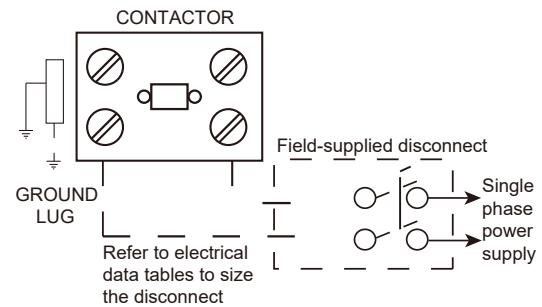 CONTACTOR
Field-supplied disconnect
GROUND
LUG
Single
phase
power
supply
Refer to electrical
data tables to size
the disconnect